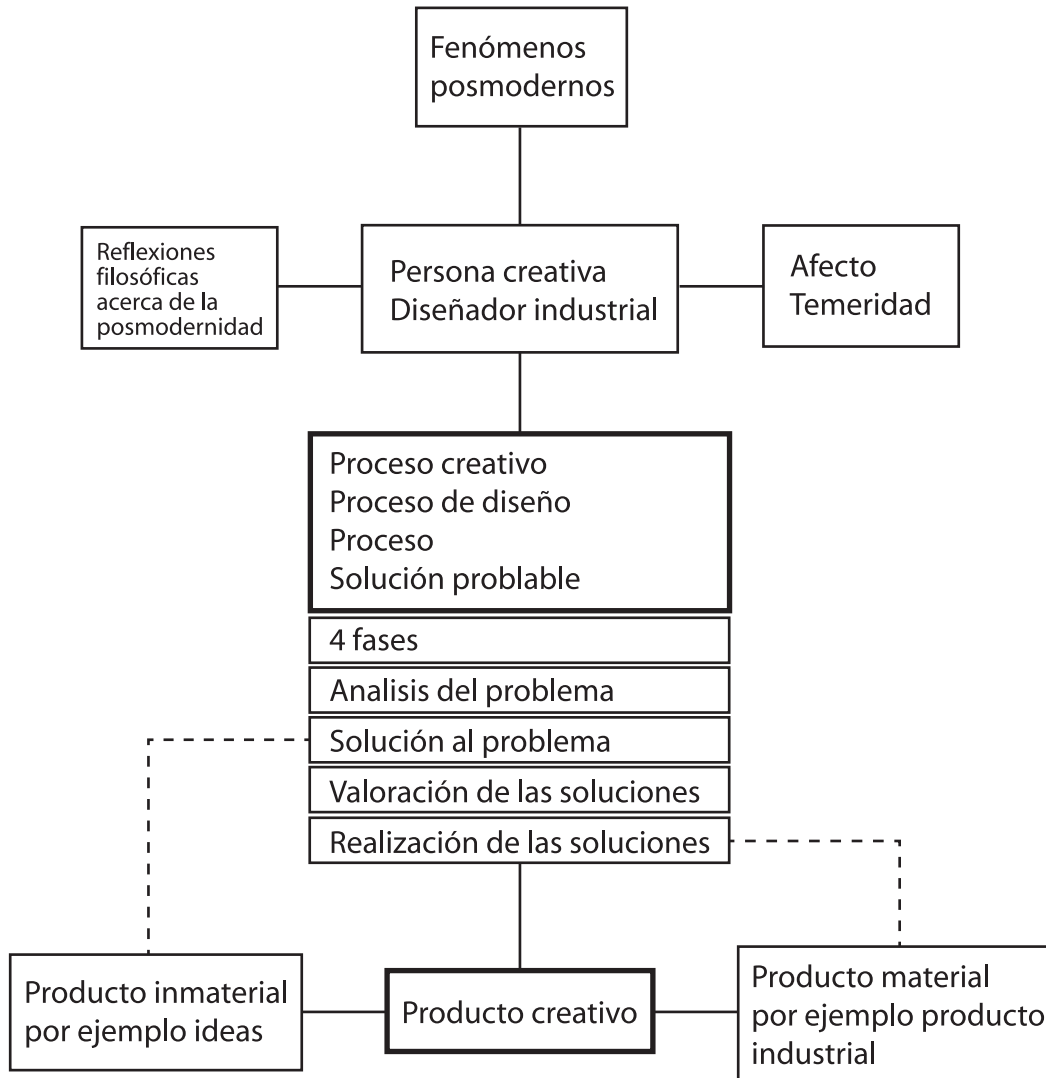 Fenómenos
posmodernos
Reflexiones
filosóficas
acerca de la
posmodernidad
Persona creativa
Diseñador industrial
Afecto
Temeridad
Proceso creativo
Proceso de diseño
Proceso
Solución problable
4 fases
Analisis del problema
Solución al problema
Valoración de las soluciones
Realización de las soluciones
Producto inmaterial
por ejemplo ideas
Producto creativo
Producto material
por ejemplo producto
industrial